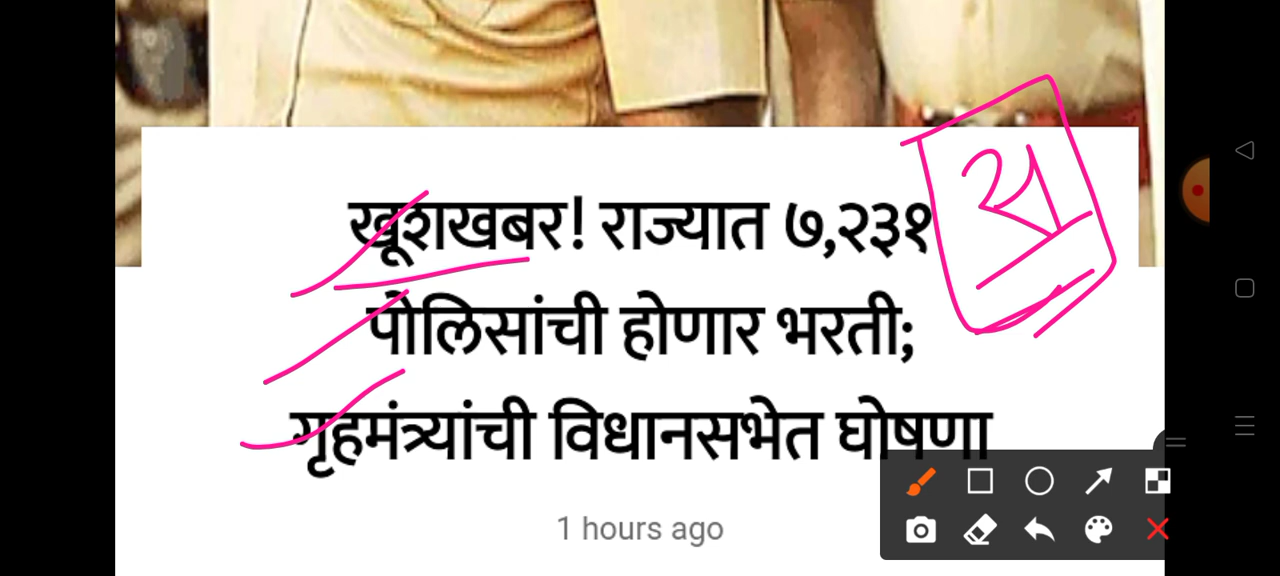 खूशखबर! राज्यात ७,२३१
पोलिसांची होणार भरती;
गृहमंत्र्यांची विधानसभेत घोषणा
1 hours ago